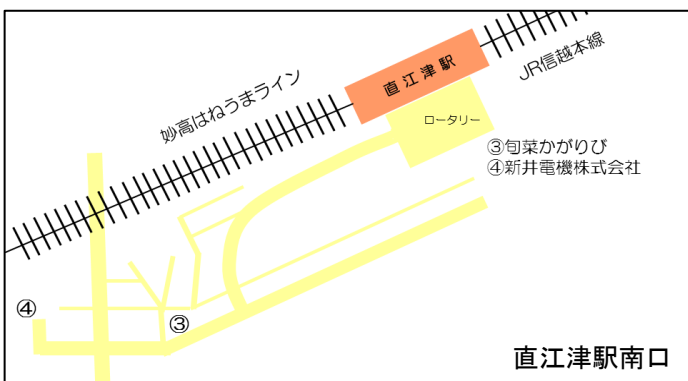 直江津駅
JR信越本線
妙高はねうまライン
ロータリー
③旬菜かがりび
④新井電機株式会社
④
③
直江津駅南口